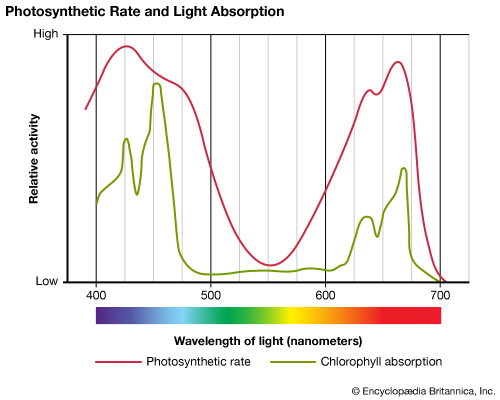 Photosynthetic Rate and Light Absorption
High
Relative activity
Low
400 500 600 700
Wavelength of light (nanometers)
Photosynthetic rate Chlorophyll absorption
© Encyclopædia Britannica, Inc.